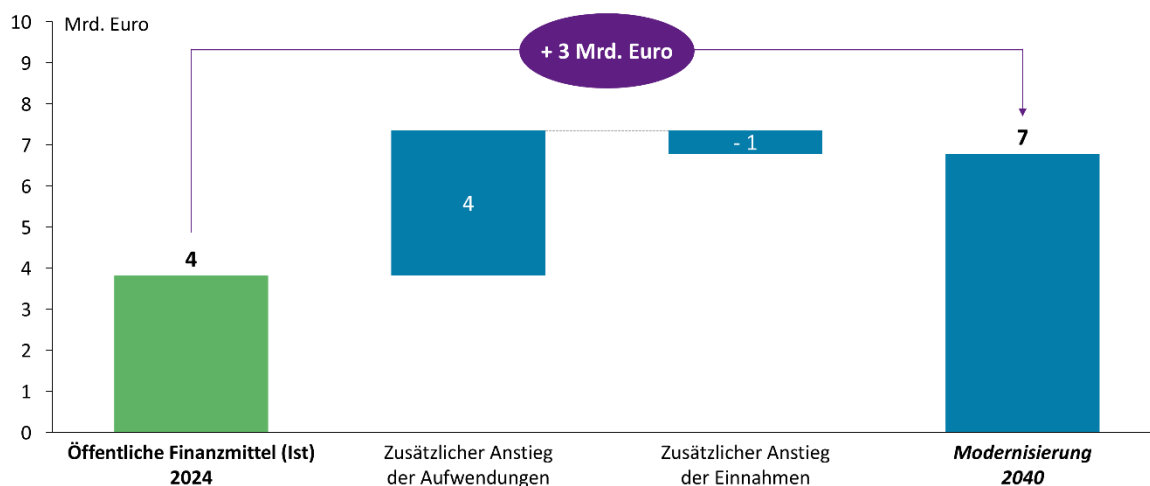 Mrd. Euro
+ 3 Mrd. Euro
10
9
8
7
6
5
4
3
2
1
0
4
4
- 1
7
Öffentliche Finanzmittel (Ist)
2024
Zusätzlicher Anstieg
der Aufwendungen
Zusätzlicher Anstieg
der Einnahmen
Modernisierung
2040